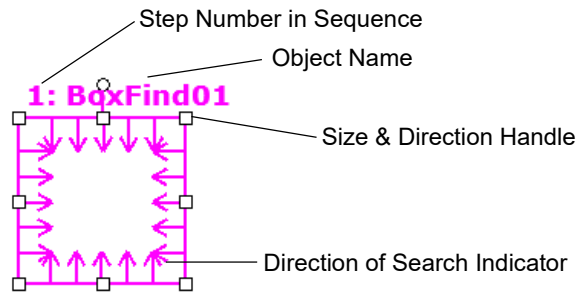 Step Number in Sequence
Object Name
1: BoxFind01
Size & Direction Handle
Direction of Search Indicator